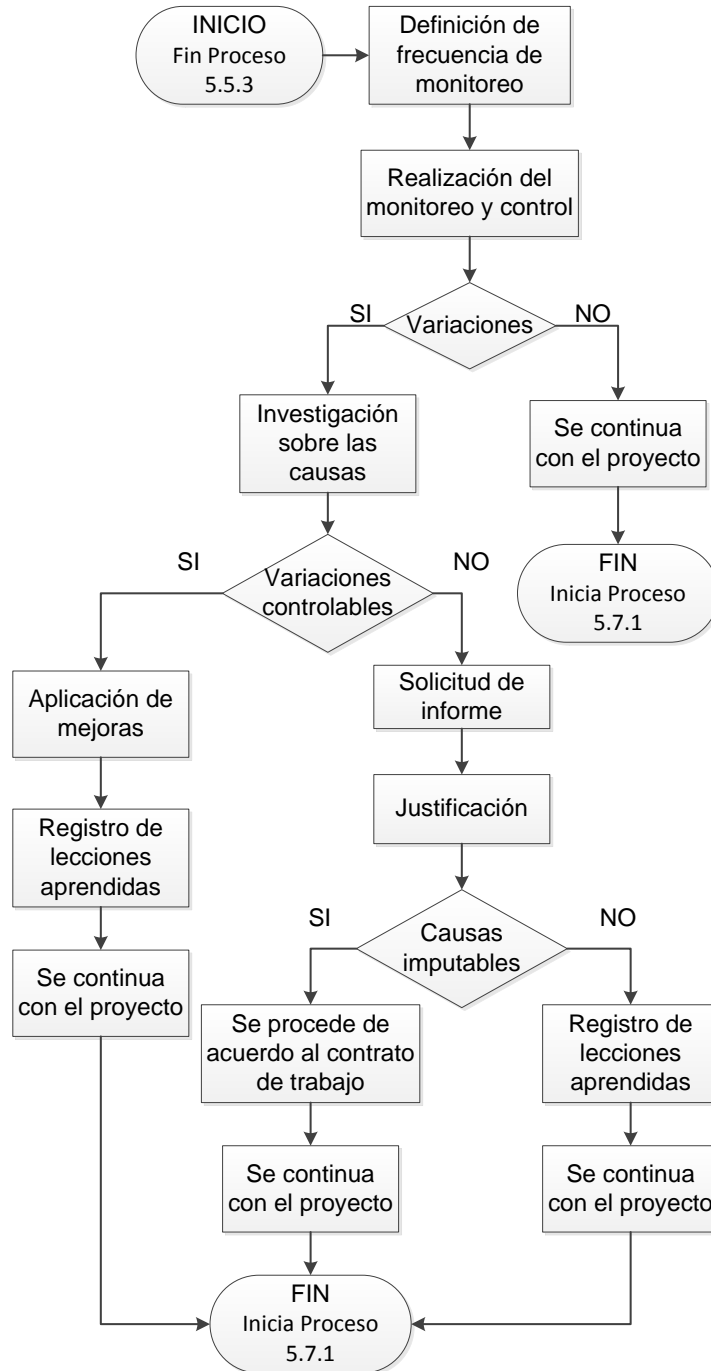 INICIO
Fin Proceso
5.5.3
Definición de
frecuencia de
monitoreo
Realización del
monitoreo y control
SI
Variaciones
NO
Investigación
sobre las
causas
Se continua
con el proyecto
FIN
Inicia Proceso
5.7.1
SI
Variaciones
controlables
NO
Aplicación de
mejoras
Solicitud de
informe
Justificación
Registro de
lecciones
aprendidas
Se continua
con el proyecto
SI
Causas
imputables
NO
Se procede de
acuerdo al contrato
de trabajo
Registro de
lecciones
aprendidas
Se continua
con el proyecto
Se continua
con el proyecto
FIN
Inicia Proceso
5.7.1